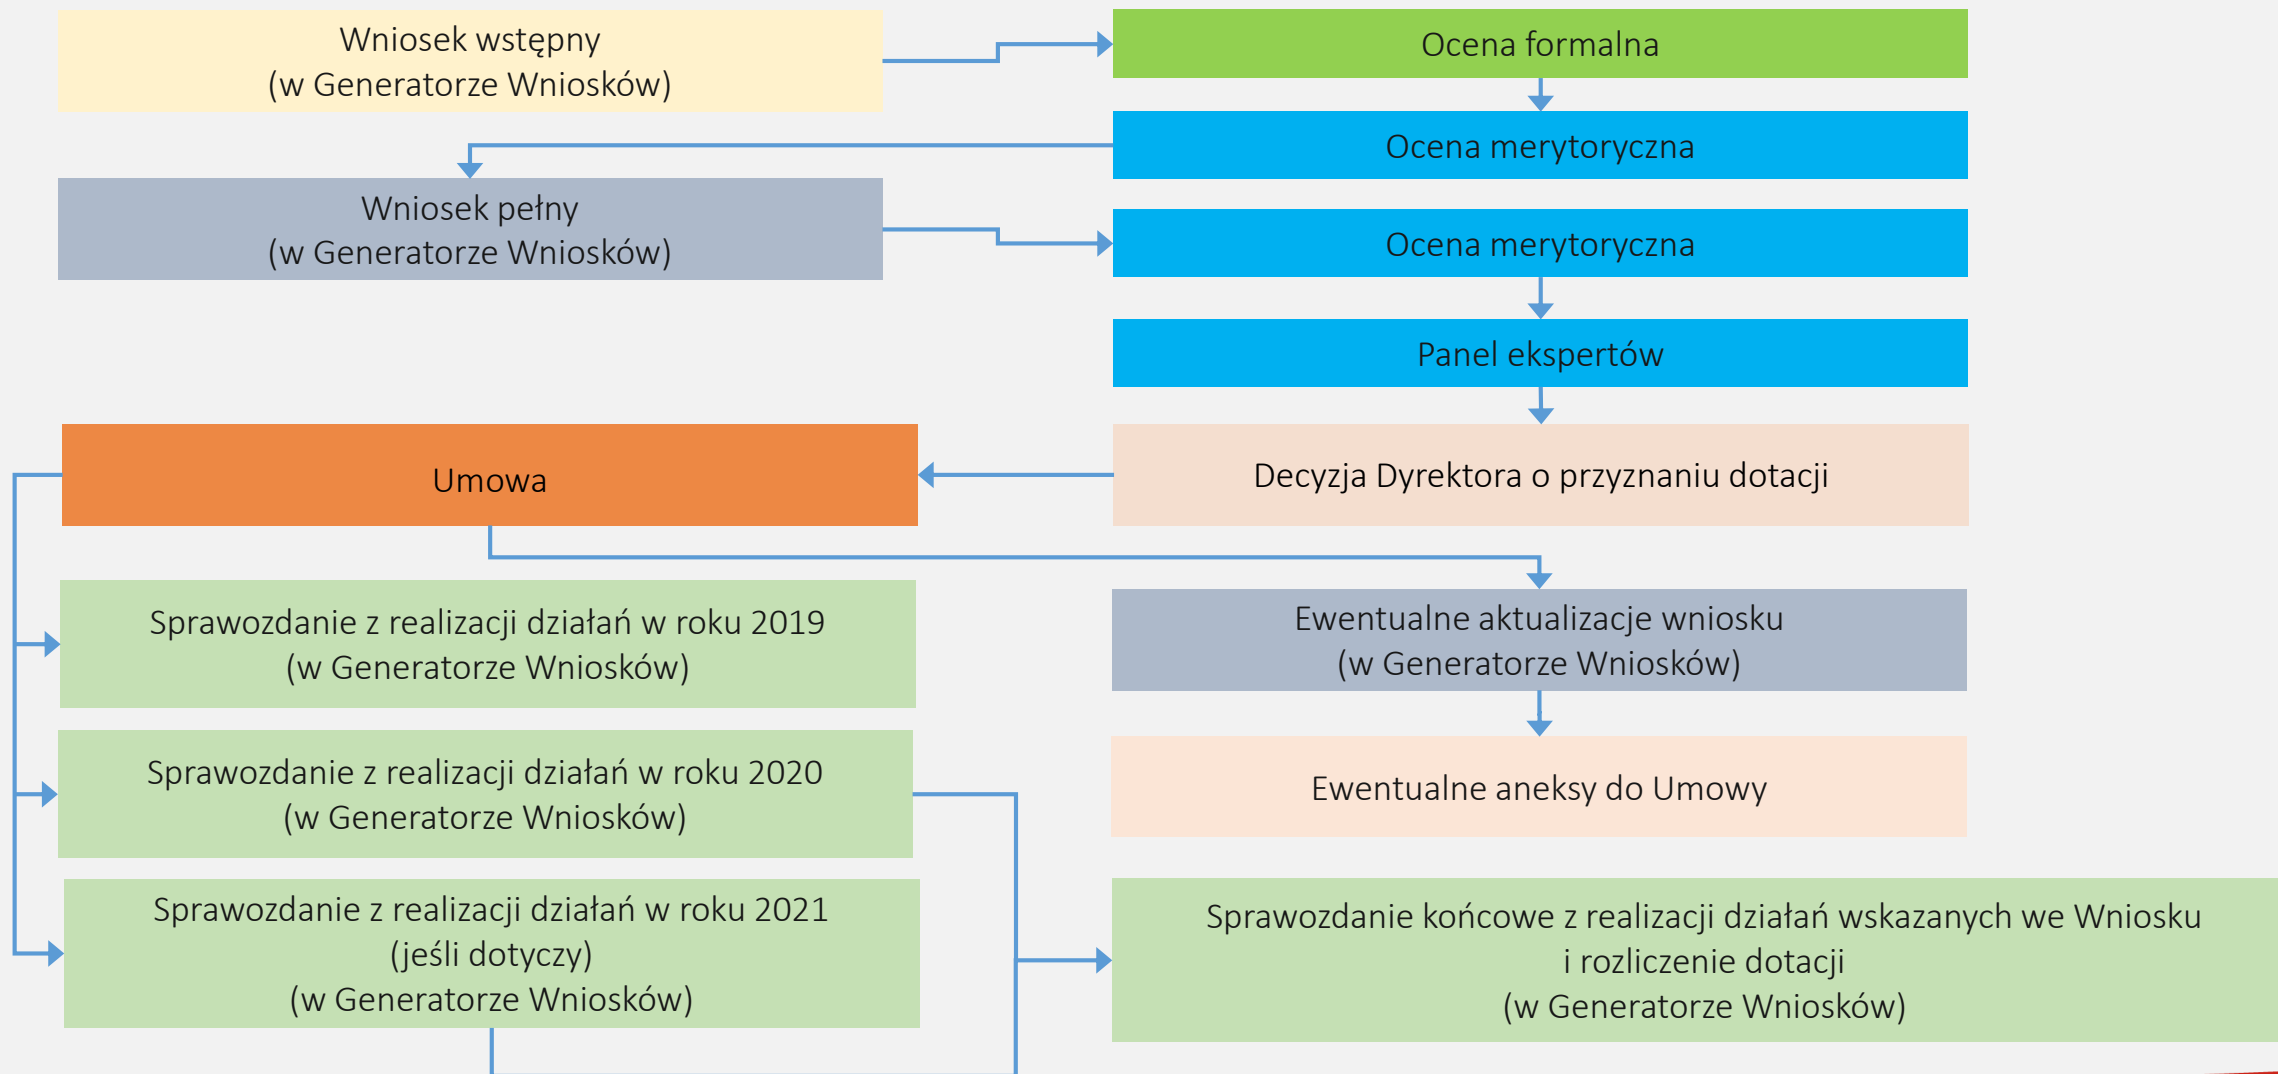 Wniosek wstępny
(w Generatorze Wniosków)
Ocena formalna
Ocena merytoryczna
Wniosek pełny
(w Generatorze Wniosków)
Ocena merytoryczna
Panel ekspertów
Umowa
Decyzja Dyrektora o przyznaniu dotacji
Sprawozdanie z realizacji działań w roku 2019
(w Generatorze Wniosków)
Ewentualne aktualizacje wniosku
(w Generatorze Wniosków)
Sprawozdanie z realizacji działań w roku 2020
(w Generatorze Wniosków)
Ewentualne aneksy do Umowy
Sprawozdanie z realizacji działań w roku 2021
(jeśli dotyczy)
(w Generatorze Wniosków)
Sprawozdanie końcowe z realizacji działań wskazanych we Wniosku
i rozliczenie dotacji
(w Generatorze Wniosków)